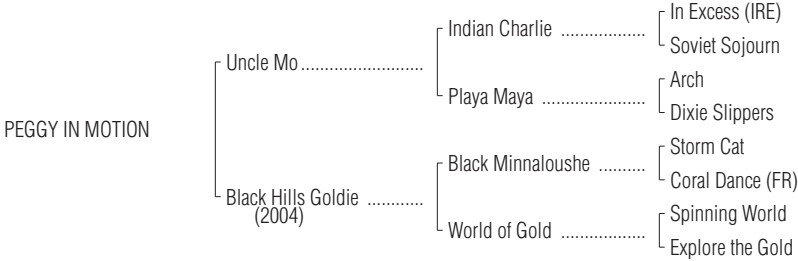 In Excess (IRE)
Indian Charlie ..................
Soviet Sojourn
Uncle Mo..........................
Arch
Playa Maya ......................
Dixie Slippers
PEGGY IN MOTION
Storm Cat
Black Minnaloushe ..........
Coral Dance (FR)
Black Hills Goldie ............
(2004)
Spinning World
World of Gold ..................
Explore the Gold